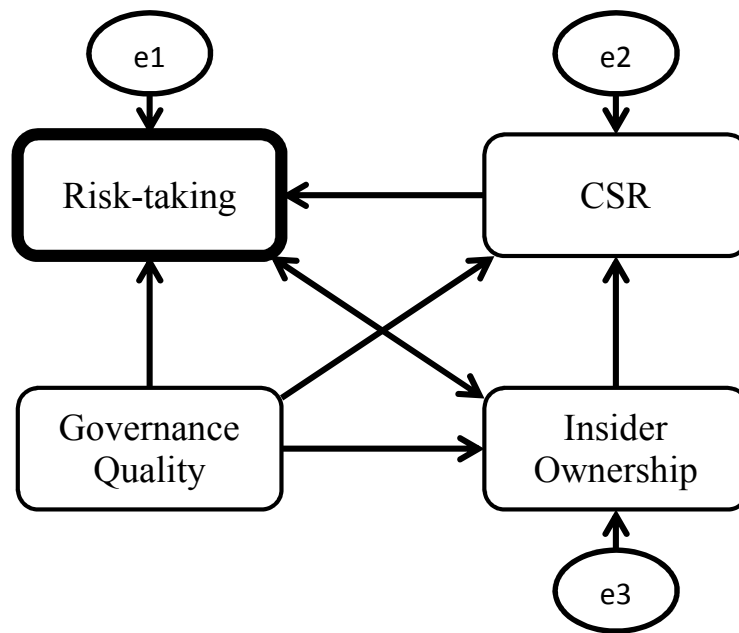 e1
e2
Risk-taking
CSR
Governance
Quality
Insider
Ownership
e3